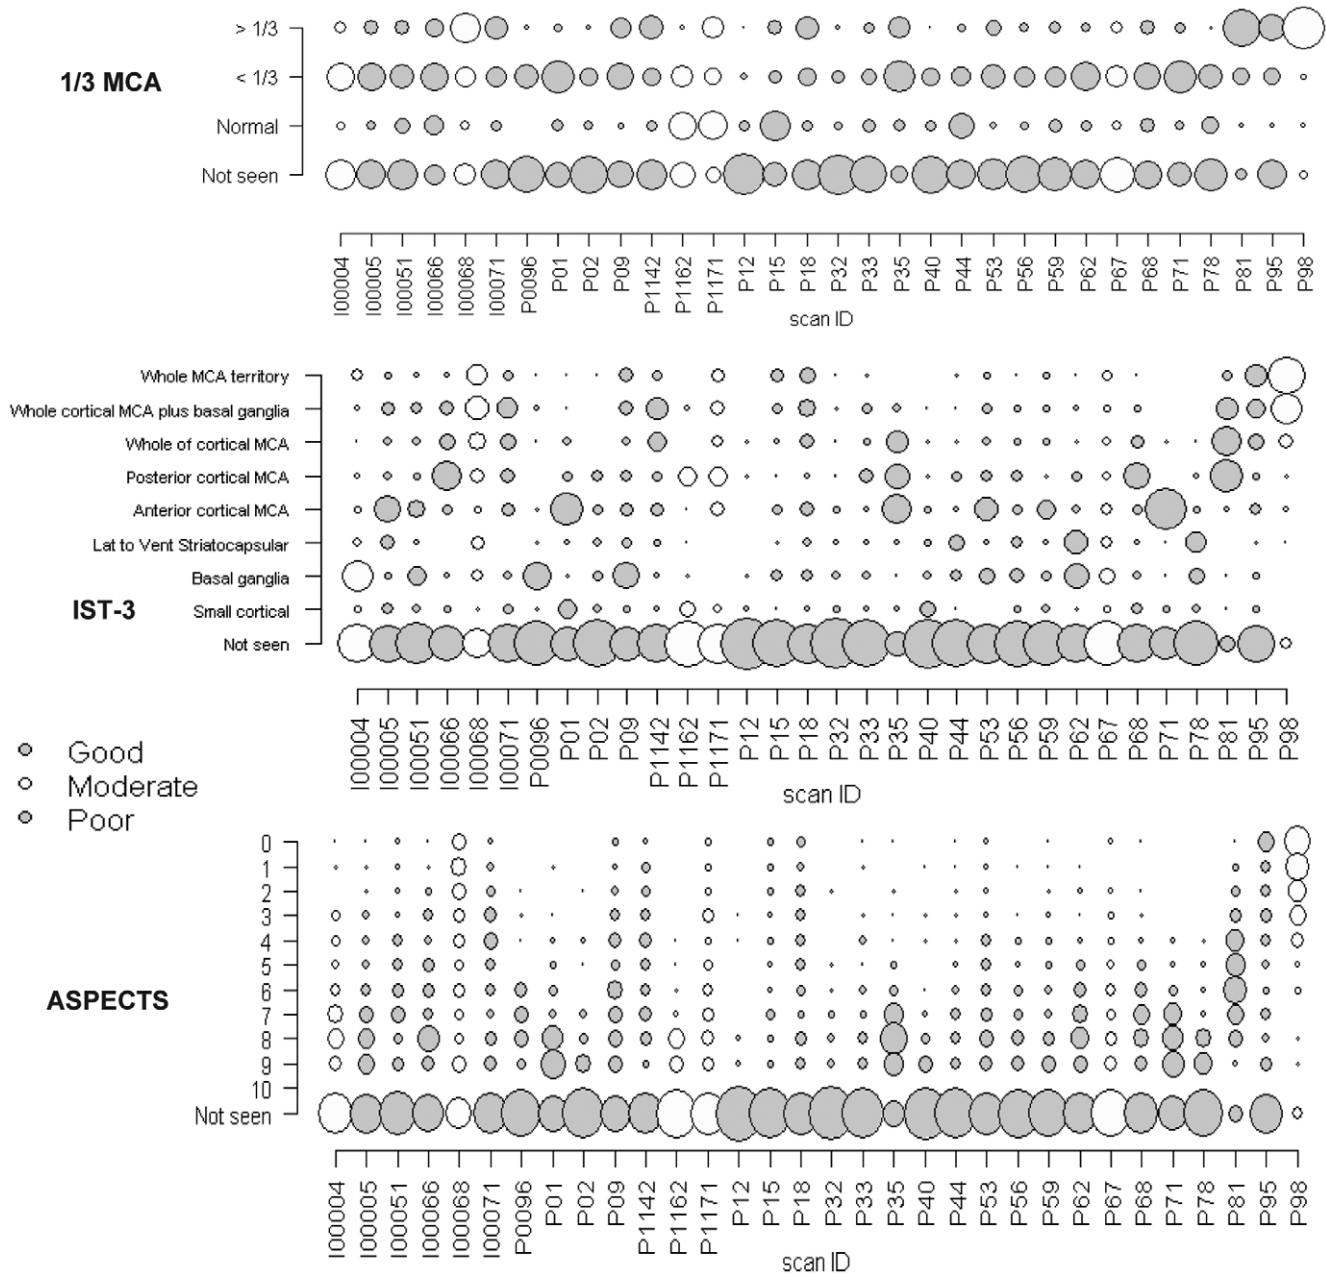 > 1/3
1/3 MCA
< 1/3
Normal
Not seen
I00004 I00005 I00051 I00066 I00068 I00071 P00096 P01 P02 P09 P1142 P1162 P1171 P12 P15 P18 P32 P33 P35 P40 P44 P53 P56 P59 P62 P67 P68 P71 P78 P81 P95 P98
scan ID
Whole MCA territory
Whole cortical MCA plus basal ganglia
Whole of cortical MCA
Posterior cortical MCA
Anterior cortical MCA
Lat to Vent Striatocapsular
Basal ganglia
IST-3
Small cortical
Not seen
I00004 I00005 I00051 I00066 I00068 I00071 P00096 P01 P02 P09 P1142 P1162 P1171 P12 P15 P18 P32 P33 P35 P40 P44 P53 P56 P59 P62 P67 P68 P71 P78 P81 P95 P98
scan ID
Good
Moderate
Poor
0
1
2
3
4
5
ASPECTS
6
7
8
9
10
Not seen
I00004 I00005 I00051 I00066 I00068 I00071 P0096 P01 P02 P09 P1142 P1162 P1171 P12 P15 P18 P32 P33 P35 P40 P44 P53 P56 P59 P62 P67 P68 P71 P78 P81 P95 P98
scan ID